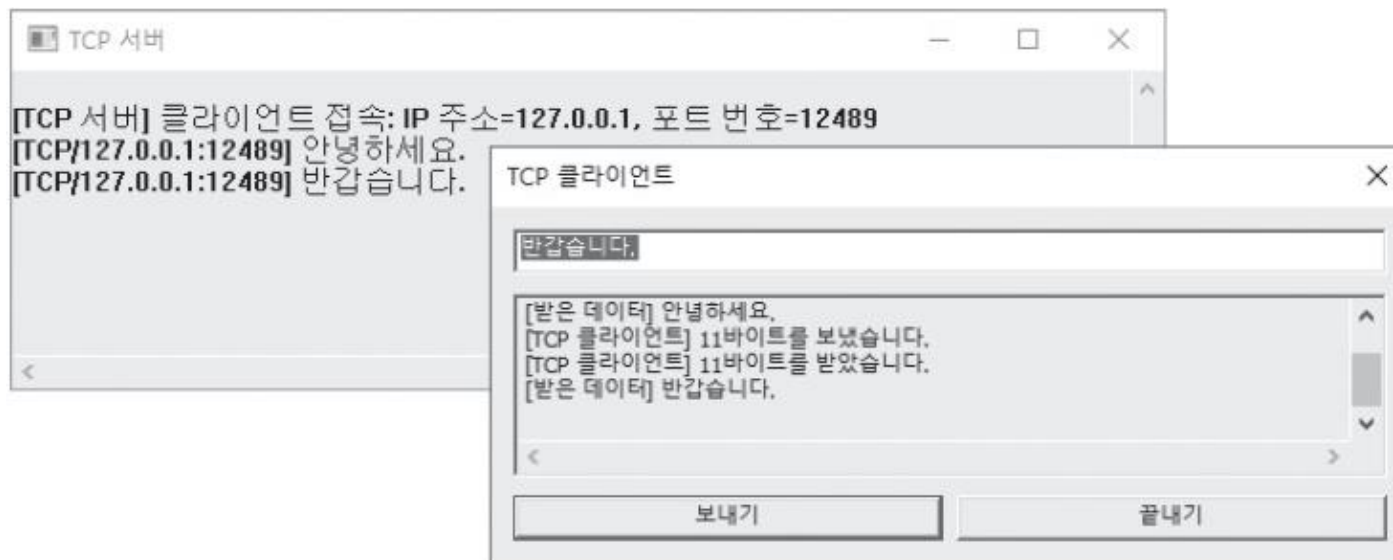 TCP 서버
[TCP 서버] 클라이언트 접속: IP 주소=127.0.0.1, 포트 번호=12489
[TCP/127.0.0.1:12489] 안녕하세요.
[TCP/127.0.0.1:12489] 반갑습니다.
TCP 클라이언트
반갑습니다.
[받은 데이터] 안녕하세요.
[TCP 클라이언트] 11바이트를 보냈습니다.
[TCP 클라이언트] 11바이트를 받았습니다.
[받은 데이터] 반갑습니다.
보내기
끝내기